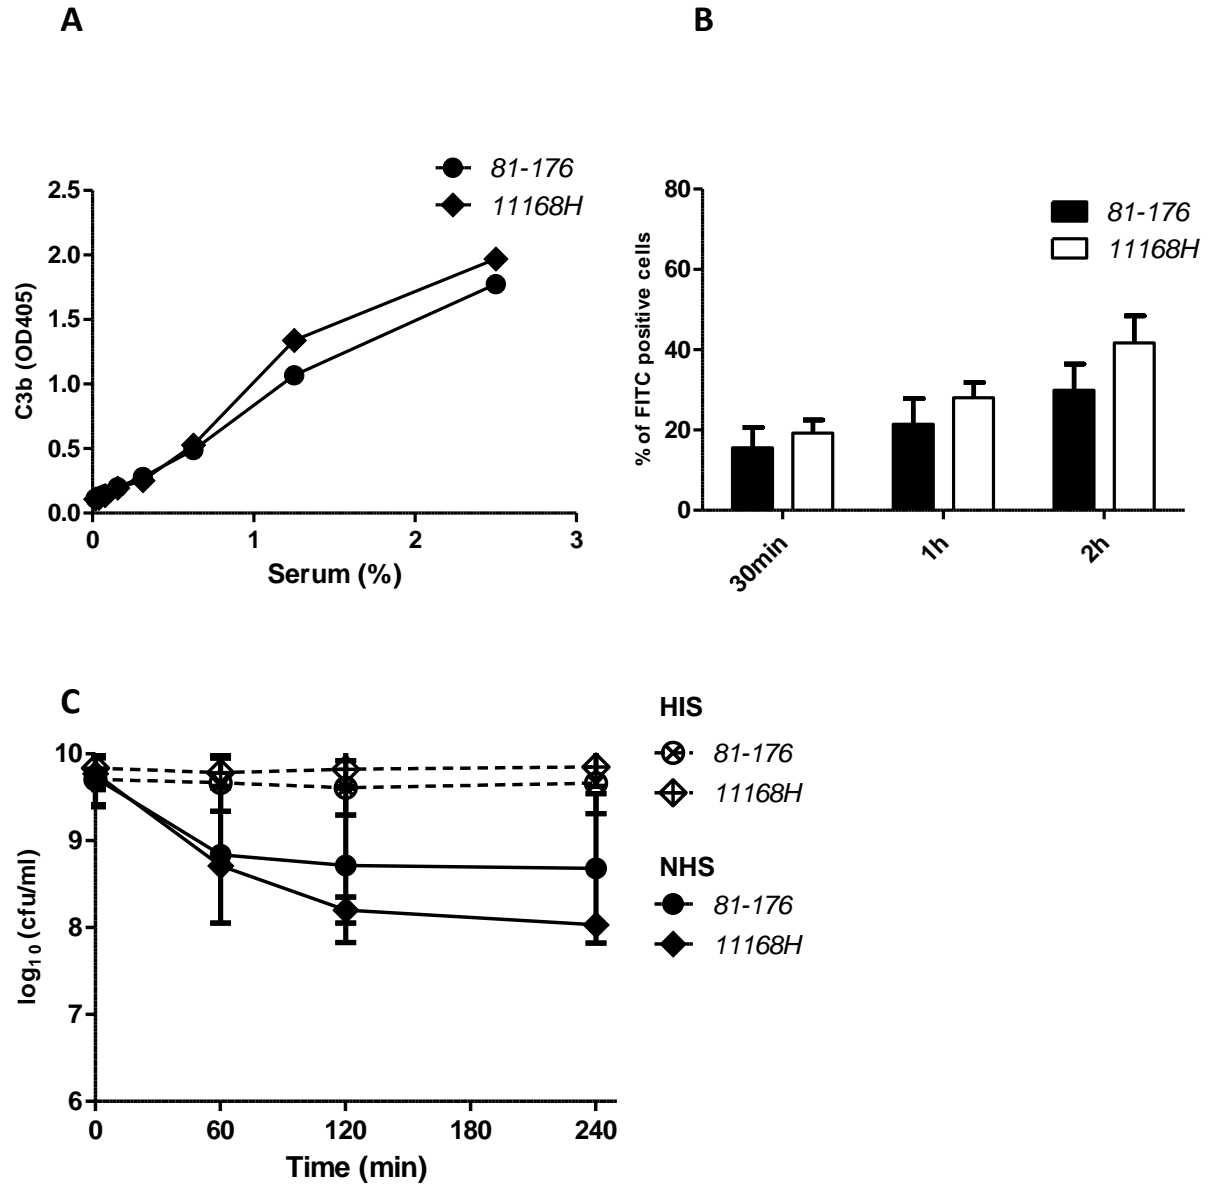 A
B
81-176
11168H
2.5
2.0
1.5
1.0
0.5
0.0
C3b (OD405)
0 1 2 3
Serum (%)
81-176
11168H
80
60
40
20
0
% of FITC positive cells
30min 1h 2h
C
10
9
8
7
6
log10 (cfu/ml)
0 60 120 180 240
Time (min)
HIS
81-176
11168H
NHS
81-176
11168H